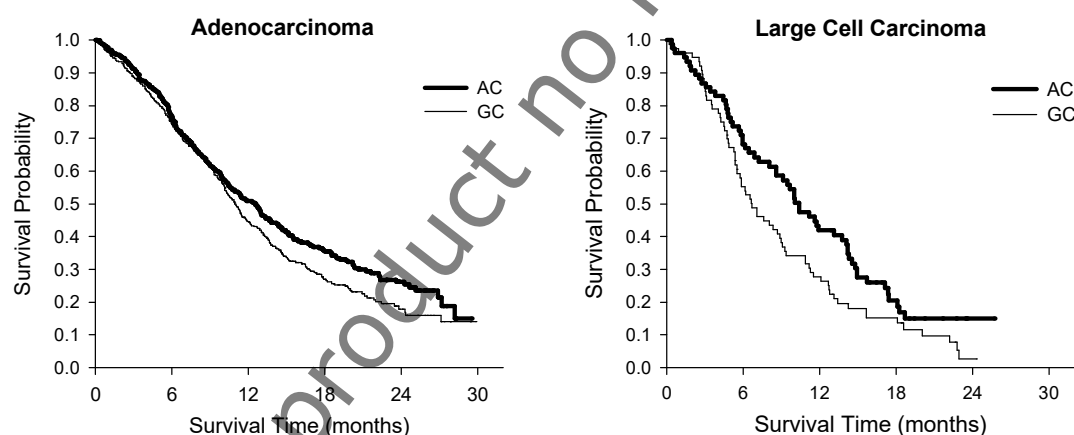 Adenocarcinoma
1.0
0.9
0.8
0.7
0.6
0.5
0.4
0.3
0.2
0.1
0.0
Survival Probability
AC
GC
0 6 12 18 24 30
Survival Time (months)
Large Cell Carcinoma
1.0
0.9
0.8
0.7
0.6
0.5
0.4
0.3
0.2
0.1
0.0
Survival Probability
AC
GC
0 6 12 18 24 30
Survival Time (months)
product no